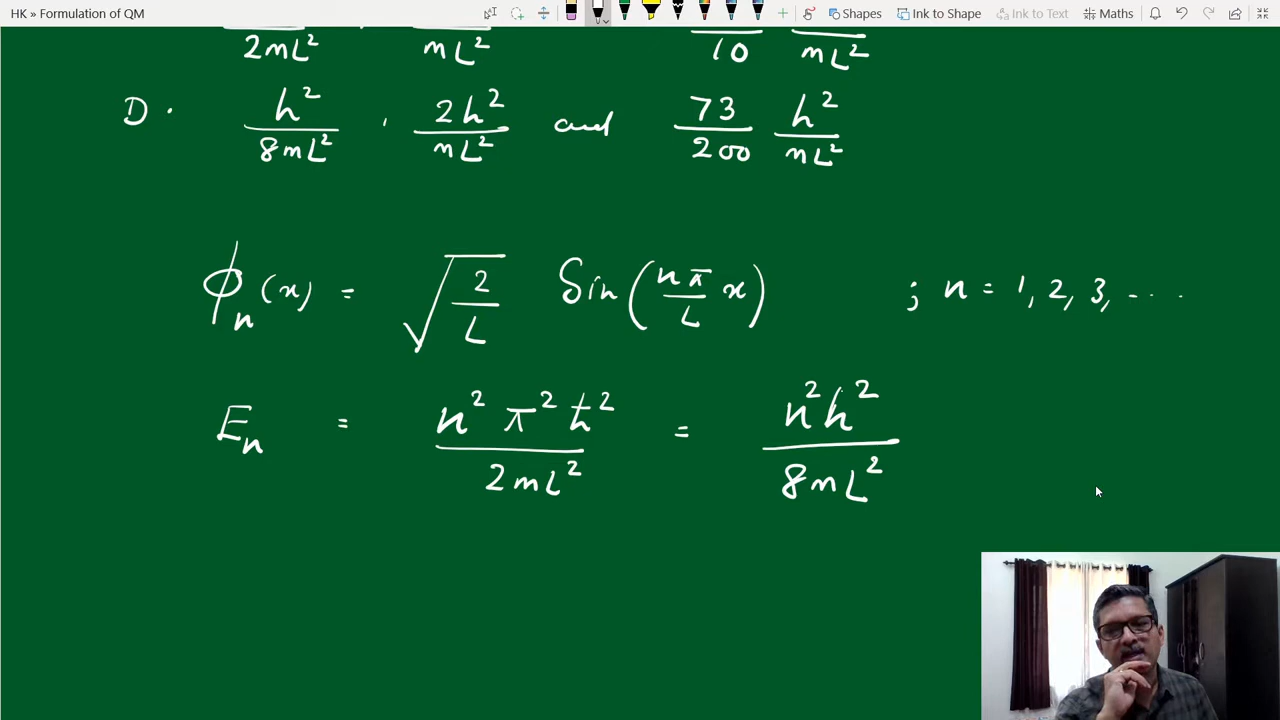 HK » Formulation of QM Shapes Ink to Shape Ink to Text Maths
2mL² , mL² 10 mL²
D. h²/8mL² , 2h²/mL² and 73/200 h²/mL²
ϕₙ(x) = √(2/L) Sin(nπ/L x) ; n = 1, 2, 3, ----
Eₙ = n²π²ħ²/2mL² = n²h²/8mL²